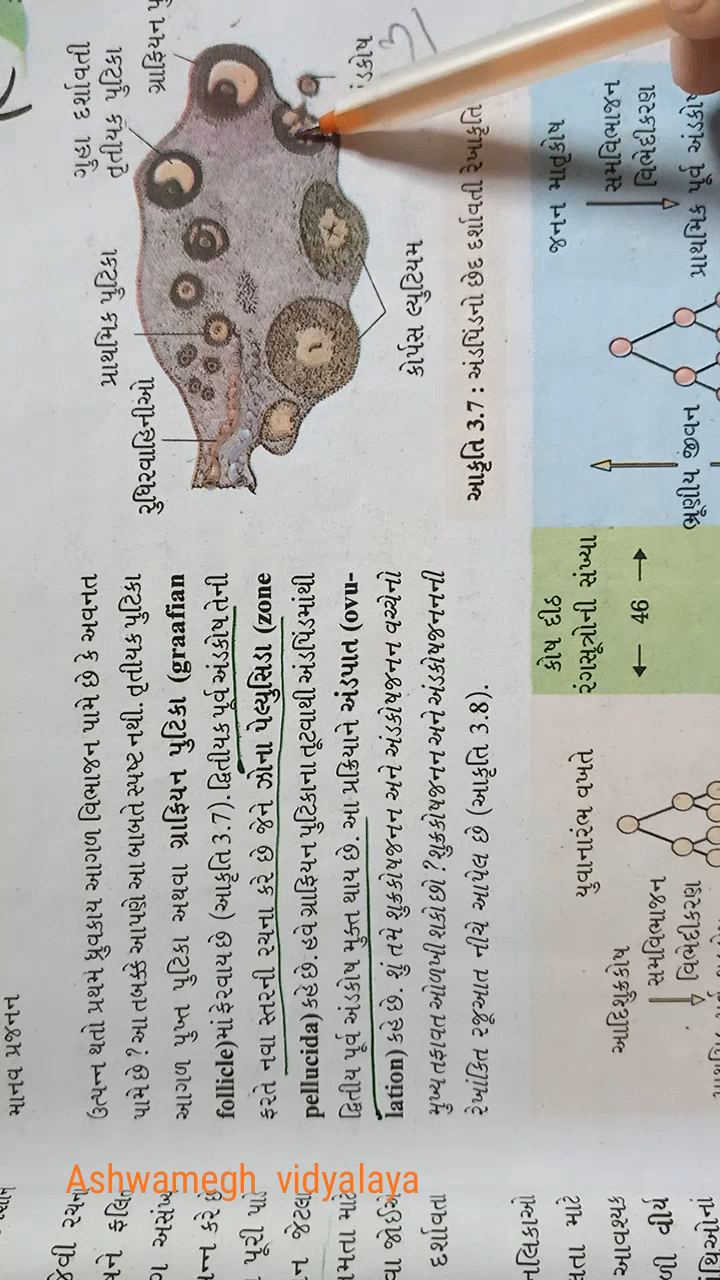 માનવ પ્રજનન
ઉત્પન્ન થતો પ્રથમ ધ્રુવકાય આગળ વિભાજન પામે છે કે અવનત
પામે છે ? આ તબક્કે આપણે આ બાબતે સ્પષ્ટ નથી. તૃતીયક પુટિકા
આગળ પુખ્ત પુટિકા અથવા ગ્રાફિયન પુટિકા (graafian
follicle)માં ફેરવાય છે (આકૃતિ 3.7). દ્વિતીયક પૂર્વ અંડકોષ તેની
ફરતે નવા સ્તરની રચના કરે છે જેને ઝોના પેલ્યુસિડા (zone
pellucida) કહે છે. હવે ગ્રાફિયન પુટિકાના તૂટવાથી અંડપિંડમાંથી
દ્વિતીય પૂર્વ અંડકોષ મુક્ત થાય છે. આ પ્રક્રિયાને અંડપાત (ovu-
lation) કહે છે. શું તમે શુક્રકોષજનન અને અંડકોષજનન વચ્ચેનો
મુખ્ય તફાવત ઓળખી શકો છો ? શુક્રકોષજનન અને અંડકોષજનનની
રેખાંકિત રજૂઆત નીચે આપેલ છે (આકૃતિ 3.8).
ગુહા દર્શાવતી
તૃતીયક પુટિકા
ગ્રાફિયન
પ્રાથમિક પુટિકા
રુધિરવાહિનીઓ
કોર્પસ લ્યુટિયમ
આકૃતિ 3.7 : અંડપિંડનો છેદ દર્શાવતી રેખાકૃતિ
યુવાનારંભ વખતે
આદિશુક્રકોષ
સમવિભાજન
વિભેદીકરણ
કોષ દીઠ
રંગસૂત્રોની સંખ્યા
46
જનન માતૃકોષ
સમવિભાજન
વિભેદીકરણ
પ્રાથમિક પૂર્વ અંડકોષ
ભ્રૂણીય જીવન
Ashwamegh vidyalaya